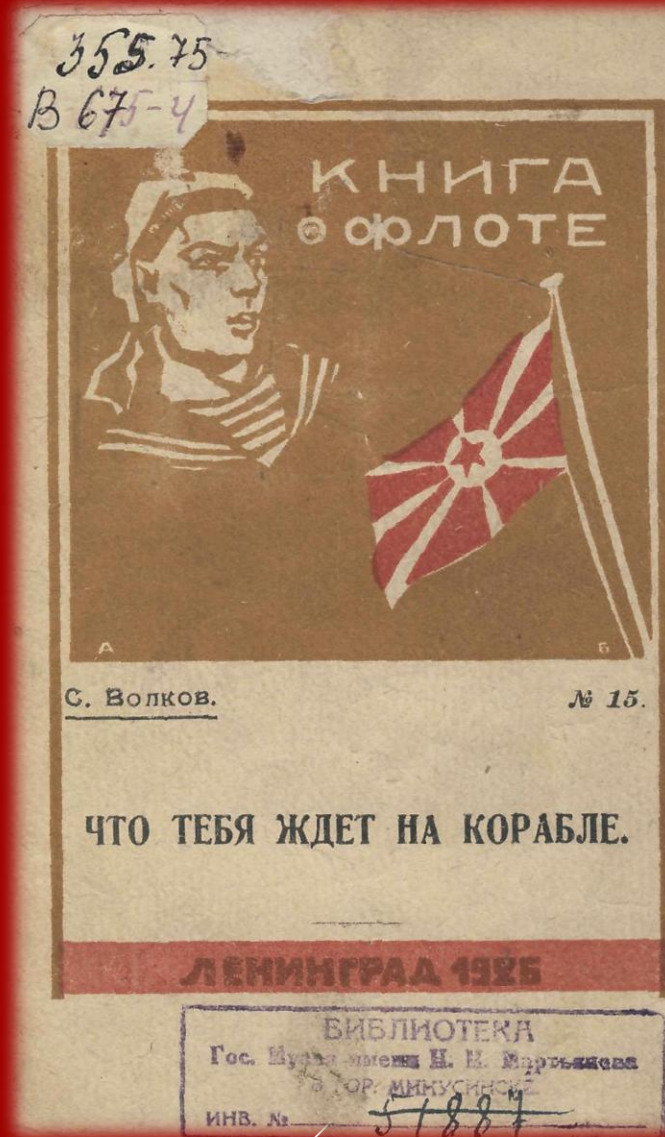 355.75
В 675-Ч
КНИГА
О ФЛОТЕ
А Б
С. Волков. № 15.
ЧТО ТЕБЯ ЖДЕТ НА КОРАБЛЕ.
ЛЕНИНГРАД 1926
БИБЛИОТЕКА
Гос. Музея имени Н. М. Мартьянова
В ГОР. МИНУСИНСКЕ
ИНВ. № 51887